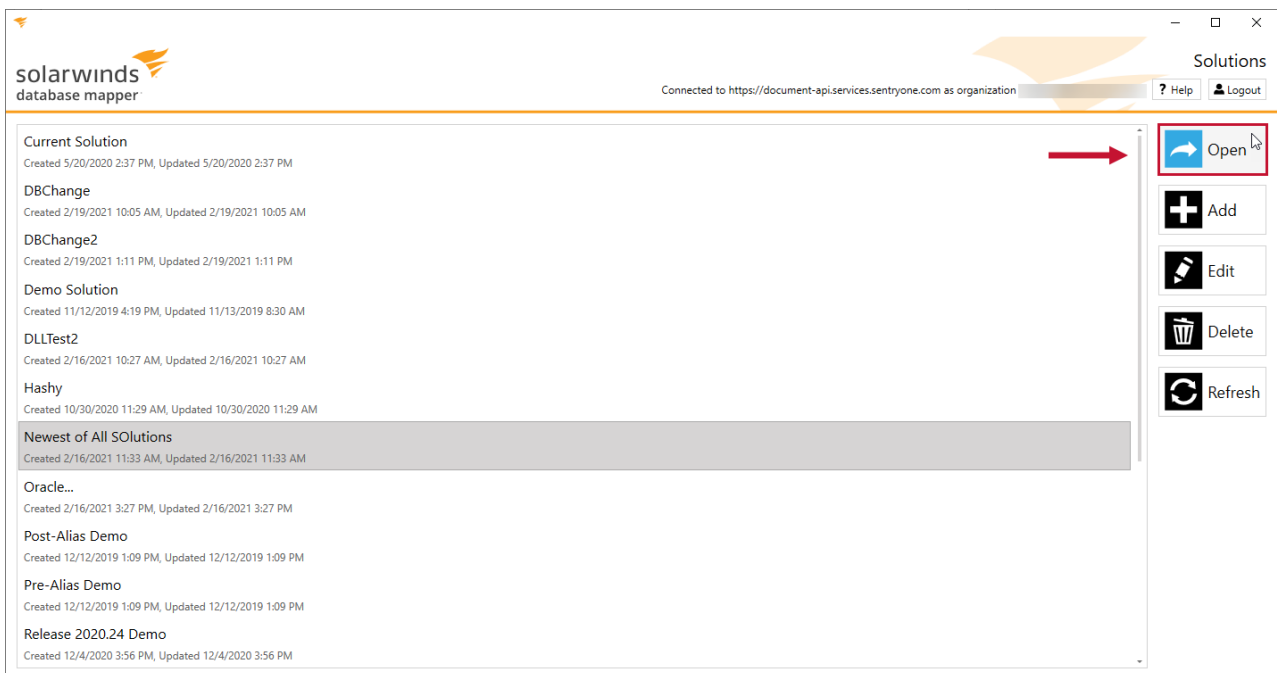 Solutions
solarwinds
database mapper
Connected to https://document-api.services.sentryone.com as organization
? Help
Logout
Current Solution
Created 5/20/2020 2:37 PM, Updated 5/20/2020 2:37 PM
DBChange
Created 2/19/2021 10:05 AM, Updated 2/19/2021 10:05 AM
DBChange2
Created 2/19/2021 1:11 PM, Updated 2/19/2021 1:11 PM
Demo Solution
Created 11/12/2019 4:19 PM, Updated 11/13/2019 8:30 AM
DLLTest2
Created 2/16/2021 10:27 AM, Updated 2/16/2021 10:27 AM
Hashy
Created 10/30/2020 11:29 AM, Updated 10/30/2020 11:29 AM
Newest of All SOlutions
Created 2/16/2021 11:33 AM, Updated 2/16/2021 11:33 AM
Oracle...
Created 2/16/2021 3:27 PM, Updated 2/16/2021 3:27 PM
Post-Alias Demo
Created 12/12/2019 1:09 PM, Updated 12/12/2019 1:09 PM
Pre-Alias Demo
Created 12/12/2019 1:09 PM, Updated 12/12/2019 1:09 PM
Release 2020.24 Demo
Created 12/4/2020 3:56 PM, Updated 12/4/2020 3:56 PM
Open
Add
Edit
Delete
Refresh